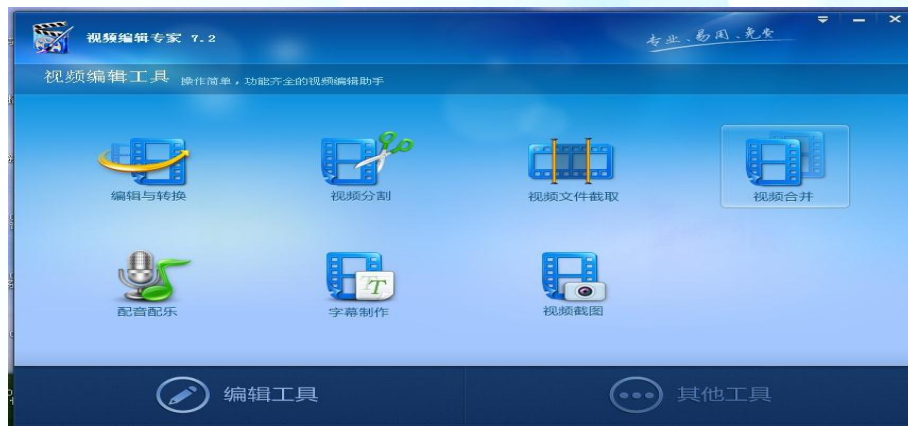 视频编辑专家 7.2
专业、易用、免费
视频编辑工具 操作简单，功能齐全的视频编辑助手
编辑与转换
视频分割
视频文件截取
视频合并
配音配乐
字幕制作
视频截图
编辑工具
其他工具